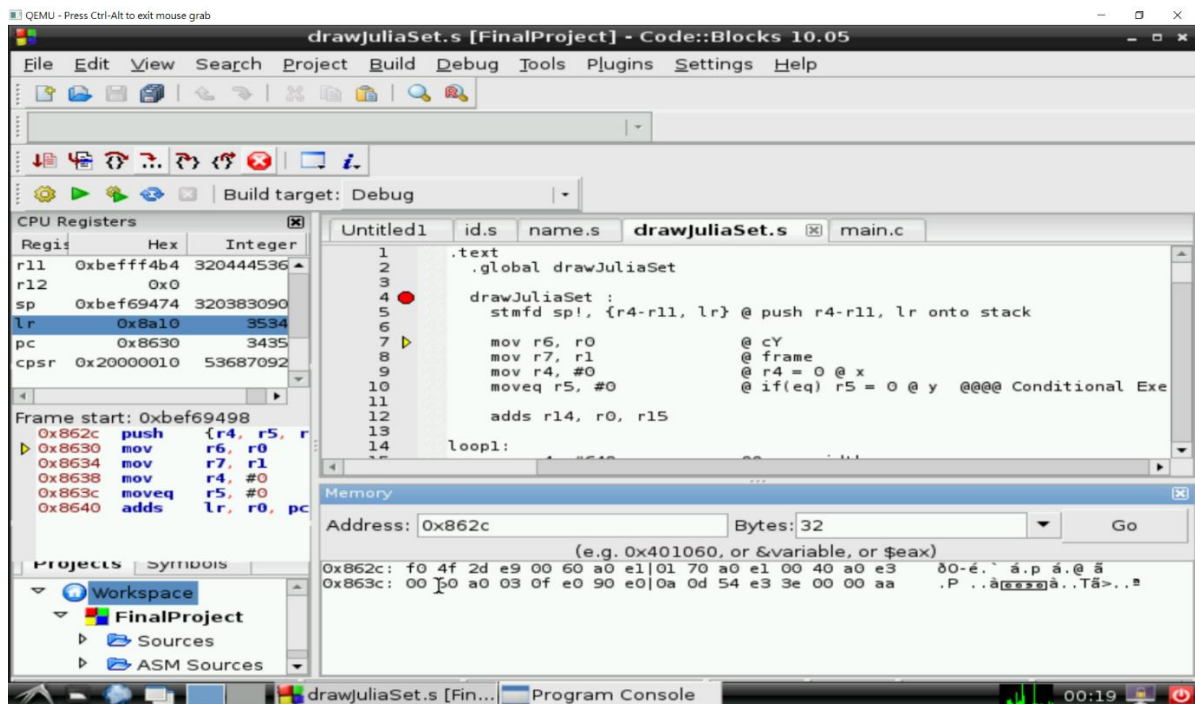 QEMU - Press Ctrl-Alt to exit mouse grab
drawJuliaSet.s [FinalProject] - Code::Blocks 10.05
File Edit View Search Project Build Debug Tools Plugins Settings Help
Build target: Debug
CPU Registers
Regis Hex Integer
r11 0xbefff4b4 320444536
r12 0x0
sp 0xbef69474 320383090
lr 0x8a10 3534
pc 0x8630 3435
cpsr 0x20000010 53687092
Frame start: 0xbef69498
0x862c push {r4, r5, r
0x8630 mov r6, r0
0x8634 mov r7, r1
0x8638 mov r4, #0
0x863c moveq r5, #0
0x8640 adds lr, r0, pc
Projects Symbols
Workspace
FinalProject
Sources
ASM Sources
Untitled1 id.s name.s drawJuliaSet.s main.c
1 .text
2 .global drawJuliaSet
3
4 drawJuliaSet :
5 stmfd sp!, {r4-r11, lr} @ push r4-r11, lr onto stack
6
7 mov r6, r0 @ cY
8 mov r7, r1 @ frame
9 mov r4, #0 @ r4 = 0 @ x
10 moveq r5, #0 @ if(eq) r5 = 0 @ y @@@@ Conditional Exe
11
12 adds r14, r0, r15
13
14 loop1:
Memory
Address: 0x862c Bytes: 32 Go
(e.g. 0x401060, or &variable, or $eax)
0x862c: f0 4f 2d e9 00 60 a0 e1|01 70 a0 e1 00 40 a0 e3 ðO-é.` á.p á.@ ã
0x863c: 00 50 a0 03 0f e0 90 e0|0a 0d 54 e3 3e 00 00 aa .P ..à à..Tã>..ª
drawJuliaSet.s [Fin... Program Console 00:19